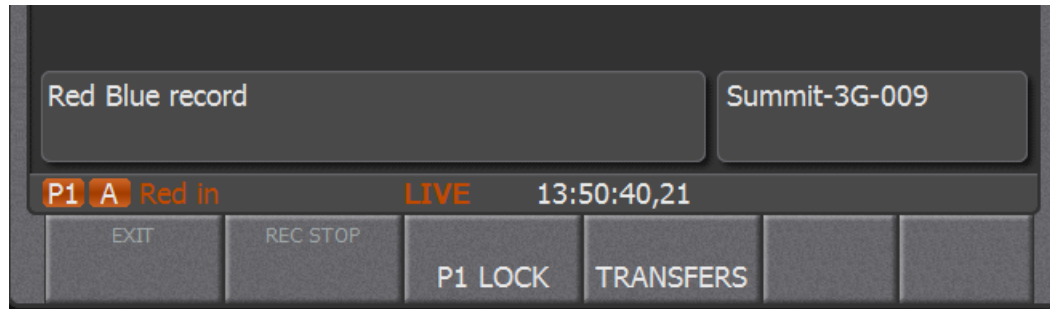 Red Blue record
Summit-3G-009
P1 A Red in LIVE 13:50:40,21
EXIT REC STOP
P1 LOCK TRANSFERS